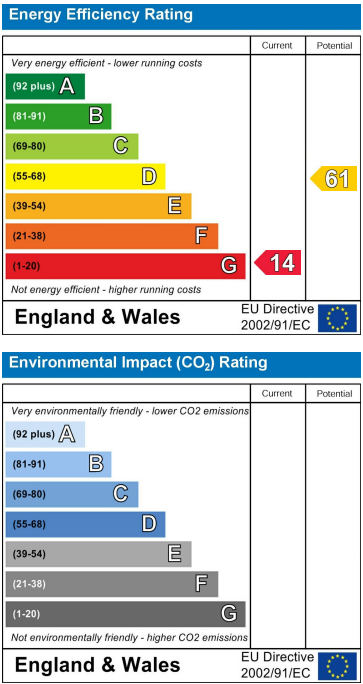 Energy Efficiency Rating
Current Potential
Very energy efficient - lower running costs
(92 plus) A
(81-91) B
(69-80) C
(55-68) D
61
(39-54) E
(21-38) F
(1-20) G
14
Not energy efficient - higher running costs
England & Wales
EU Directive
2002/91/EC
Environmental Impact (CO₂) Rating
Current Potential
Very environmentally friendly - lower CO2 emissions
(92 plus) A
(81-91) B
(69-80) C
(55-68) D
(39-54) E
(21-38) F
(1-20) G
Not environmentally friendly - higher CO2 emissions
England & Wales
EU Directive
2002/91/EC